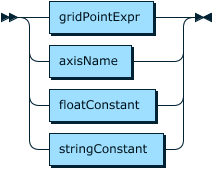 gridPointExpr
axisName
floatConstant
stringConstant